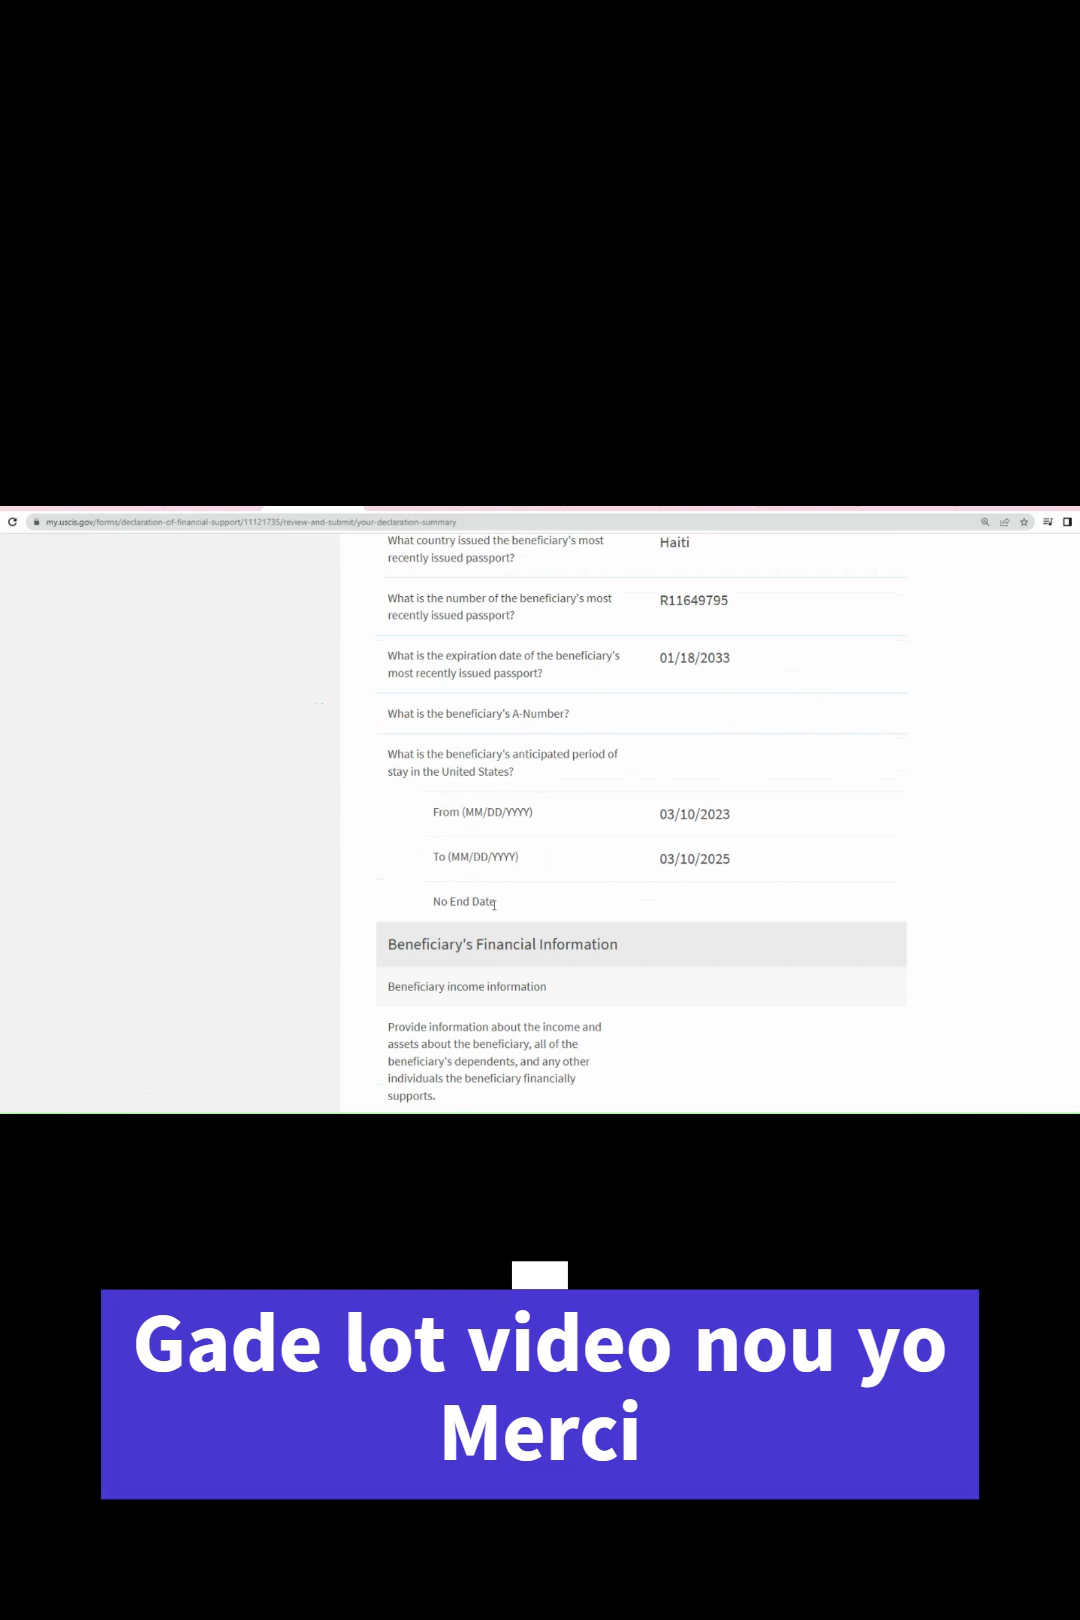 my.uscis.gov/forms/declaration-of-financial-support/11121735/review-and-submit/your-declaration-summary
What country issued the beneficiary's most
recently issued passport?
Haiti
What is the number of the beneficiary's most
recently issued passport?
R11649795
What is the expiration date of the beneficiary's
most recently issued passport?
01/18/2033
What is the beneficiary's A-Number?
What is the beneficiary's anticipated period of
stay in the United States?
From (MM/DD/YYYY)
03/10/2023
To (MM/DD/YYYY)
03/10/2025
No End Date
Beneficiary's Financial Information
Beneficiary income information
Provide information about the income and
assets about the beneficiary, all of the
beneficiary's dependents, and any other
individuals the beneficiary financially
supports.
Gade lot video nou yo
Merci